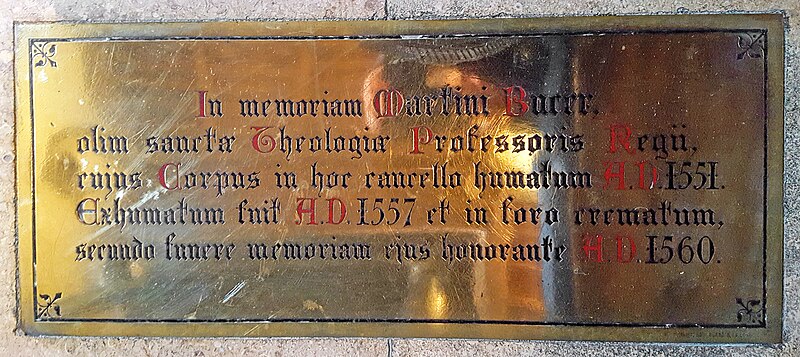 In memoriam Martini Bucer,
olim sanctæ Theologiæ Professoris Regii,
cujus Corpus in hoc cancello humatum A.D. 1551.
Exhumatum fuit A.D. 1557 et in foro crematum,
secundo funere memoriam ejus honorante A.D. 1560.